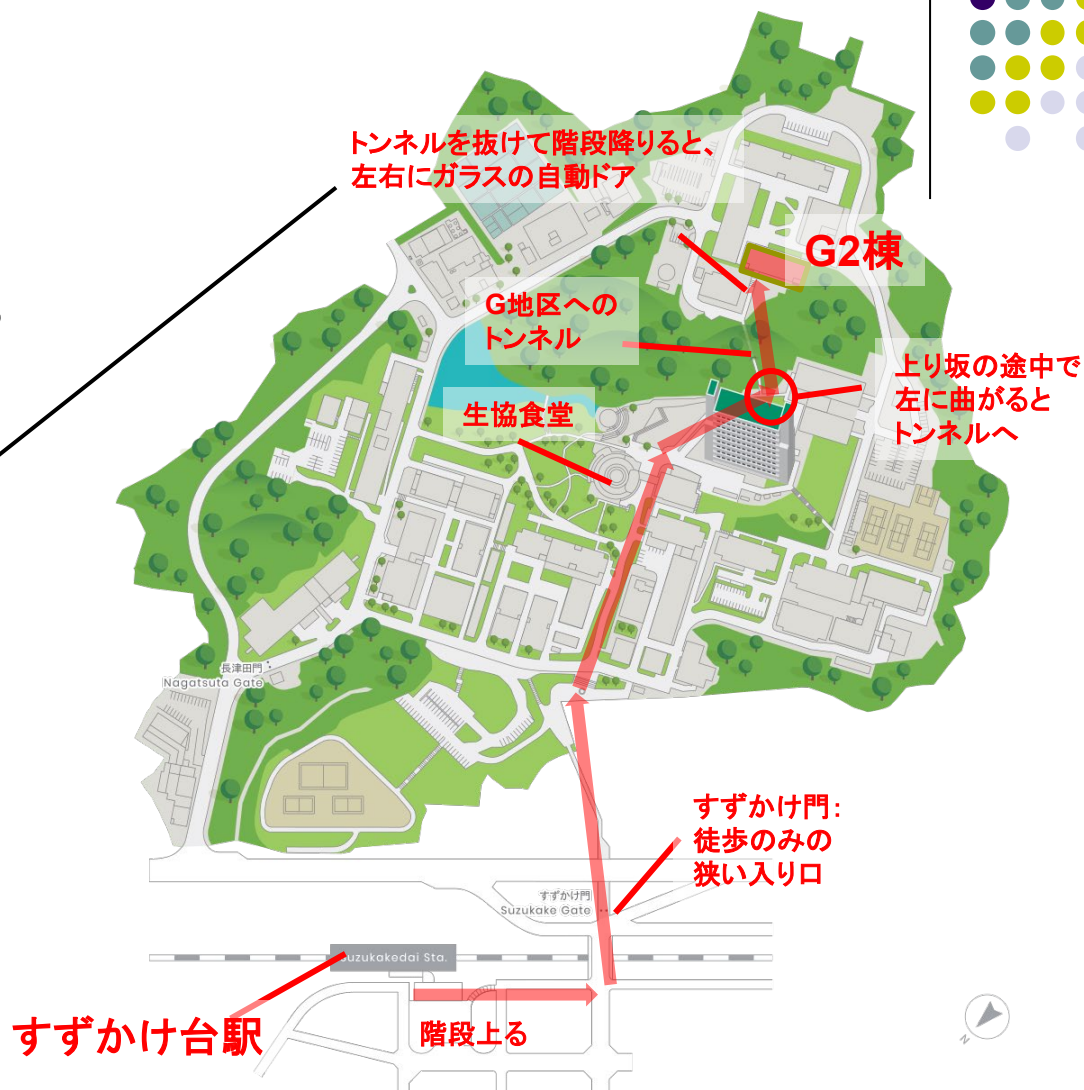 トンネルを抜けて階段降りると、
左右にガラスの自動ドア
G2棟
G地区への
トンネル
上り坂の途中で
左に曲がると
トンネルへ
生協食堂
長津田門
Nagatsuta Gate
すずかけ門:
徒歩のみの
狭い入り口
すずかけ門
Suzukake Gate
Suzukakedai Sta.
すずかけ台駅
階段上る
N